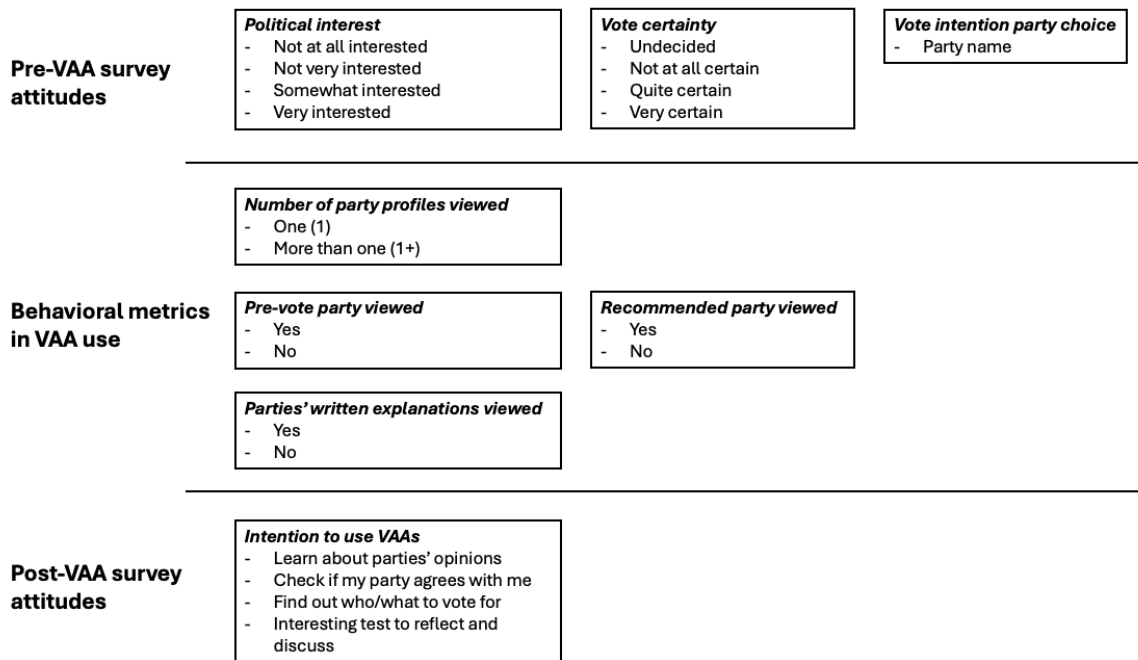 Pre-VAA survey
attitudes
Political interest
- Not at all interested
- Not very interested
- Somewhat interested
- Very interested
Vote certainty
- Undecided
- Not at all certain
- Quite certain
- Very certain
Vote intention party choice
- Party name
Behavioral metrics
in VAA use
Number of party profiles viewed
- One (1)
- More than one (1+)
Pre-vote party viewed
- Yes
- No
Recommended party viewed
- Yes
- No
Parties’ written explanations viewed
- Yes
- No
Post-VAA survey
attitudes
Intention to use VAAs
- Learn about parties’ opinions
- Check if my party agrees with me
- Find out who/what to vote for
- Interesting test to reflect and
discuss